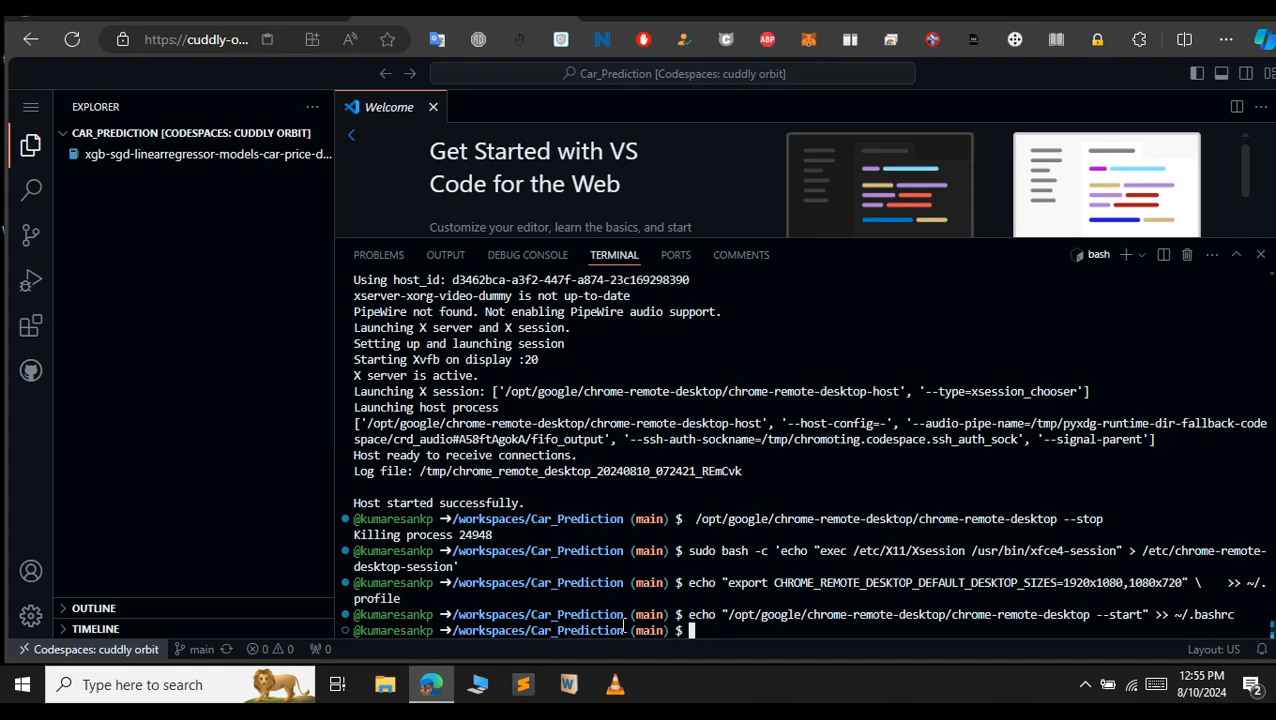 https://cuddly-o...
Car_Prediction [Codespaces: cuddly orbit]
EXPLORER
Welcome
CAR_PREDICTION [CODESPACES: CUDDLY ORBIT]
xgb-sgd-linearregressor-models-car-price-d...
Get Started with VS
Code for the Web
Customize your editor, learn the basics, and start
PROBLEMS OUTPUT DEBUG CONSOLE TERMINAL PORTS COMMENTS
bash
Using host_id: d3462bca-a3f2-447f-a874-23c169298390
xserver-xorg-video-dummy is not up-to-date
PipeWire not found. Not enabling PipeWire audio support.
Launching X server and X session.
Setting up and launching session
Starting Xvfb on display :20
X server is active.
Launching X session: ['/opt/google/chrome-remote-desktop/chrome-remote-desktop-host', '--type=xsession_chooser']
Launching host process
['/opt/google/chrome-remote-desktop/chrome-remote-desktop-host', '--host-config=-', '--audio-pipe-name=/tmp/pyxdg-runtime-dir-fallback-code
space/crd_audio#A58ftAgokA/fifo_output', '--ssh-auth-sockname=/tmp/chromoting.codespace.ssh_auth_sock', '--signal-parent']
Host ready to receive connections.
Log file: /tmp/chrome_remote_desktop_20240810_072421_REmCvk
Host started successfully.
@kumaresankp ➜/workspaces/Car_Prediction (main) $ /opt/google/chrome-remote-desktop/chrome-remote-desktop --stop
Killing process 24948
@kumaresankp ➜/workspaces/Car_Prediction (main) $ sudo bash -c 'echo "exec /etc/X11/Xsession /usr/bin/xfce4-session" > /etc/chrome-remote-
desktop-session'
@kumaresankp ➜/workspaces/Car_Prediction (main) $ echo "export CHROME_REMOTE_DESKTOP_DEFAULT_DESKTOP_SIZES=1920x1080,1080x720" \ >> ~/.
profile
@kumaresankp ➜/workspaces/Car_Prediction (main) $ echo "/opt/google/chrome-remote-desktop/chrome-remote-desktop --start" >> ~/.bashrc
@kumaresankp ➜/workspaces/Car_Prediction (main) $
OUTLINE
TIMELINE
Codespaces: cuddly orbit main 0 0 0 Layout: US
Type here to search
12:55 PM
8/10/2024
2